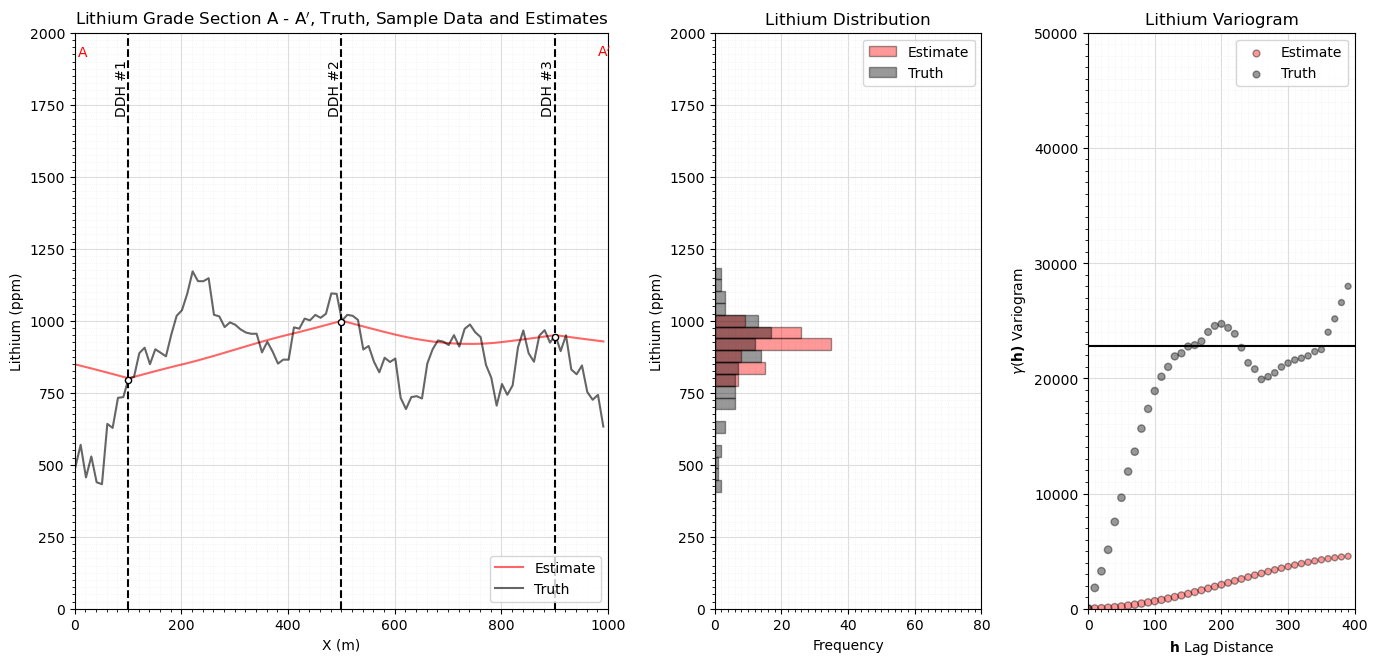 Lithium Grade Section A - A′, Truth, Sample Data and Estimates
A
A
DDH #1
DDH #2
DDH #3
2000
1750
1500
1250
1000
750
500
250
0
Lithium (ppm)
0
200
400
600
800
1000
X (m)
Estimate
Truth
Lithium Distribution
2000
1750
1500
1250
1000
750
500
250
0
Lithium (ppm)
0
20
40
60
80
Frequency
Estimate
Truth
Lithium Variogram
50000
40000
30000
20000
10000
0
γ(h) Variogram
0
100
200
300
400
h Lag Distance
Estimate
Truth